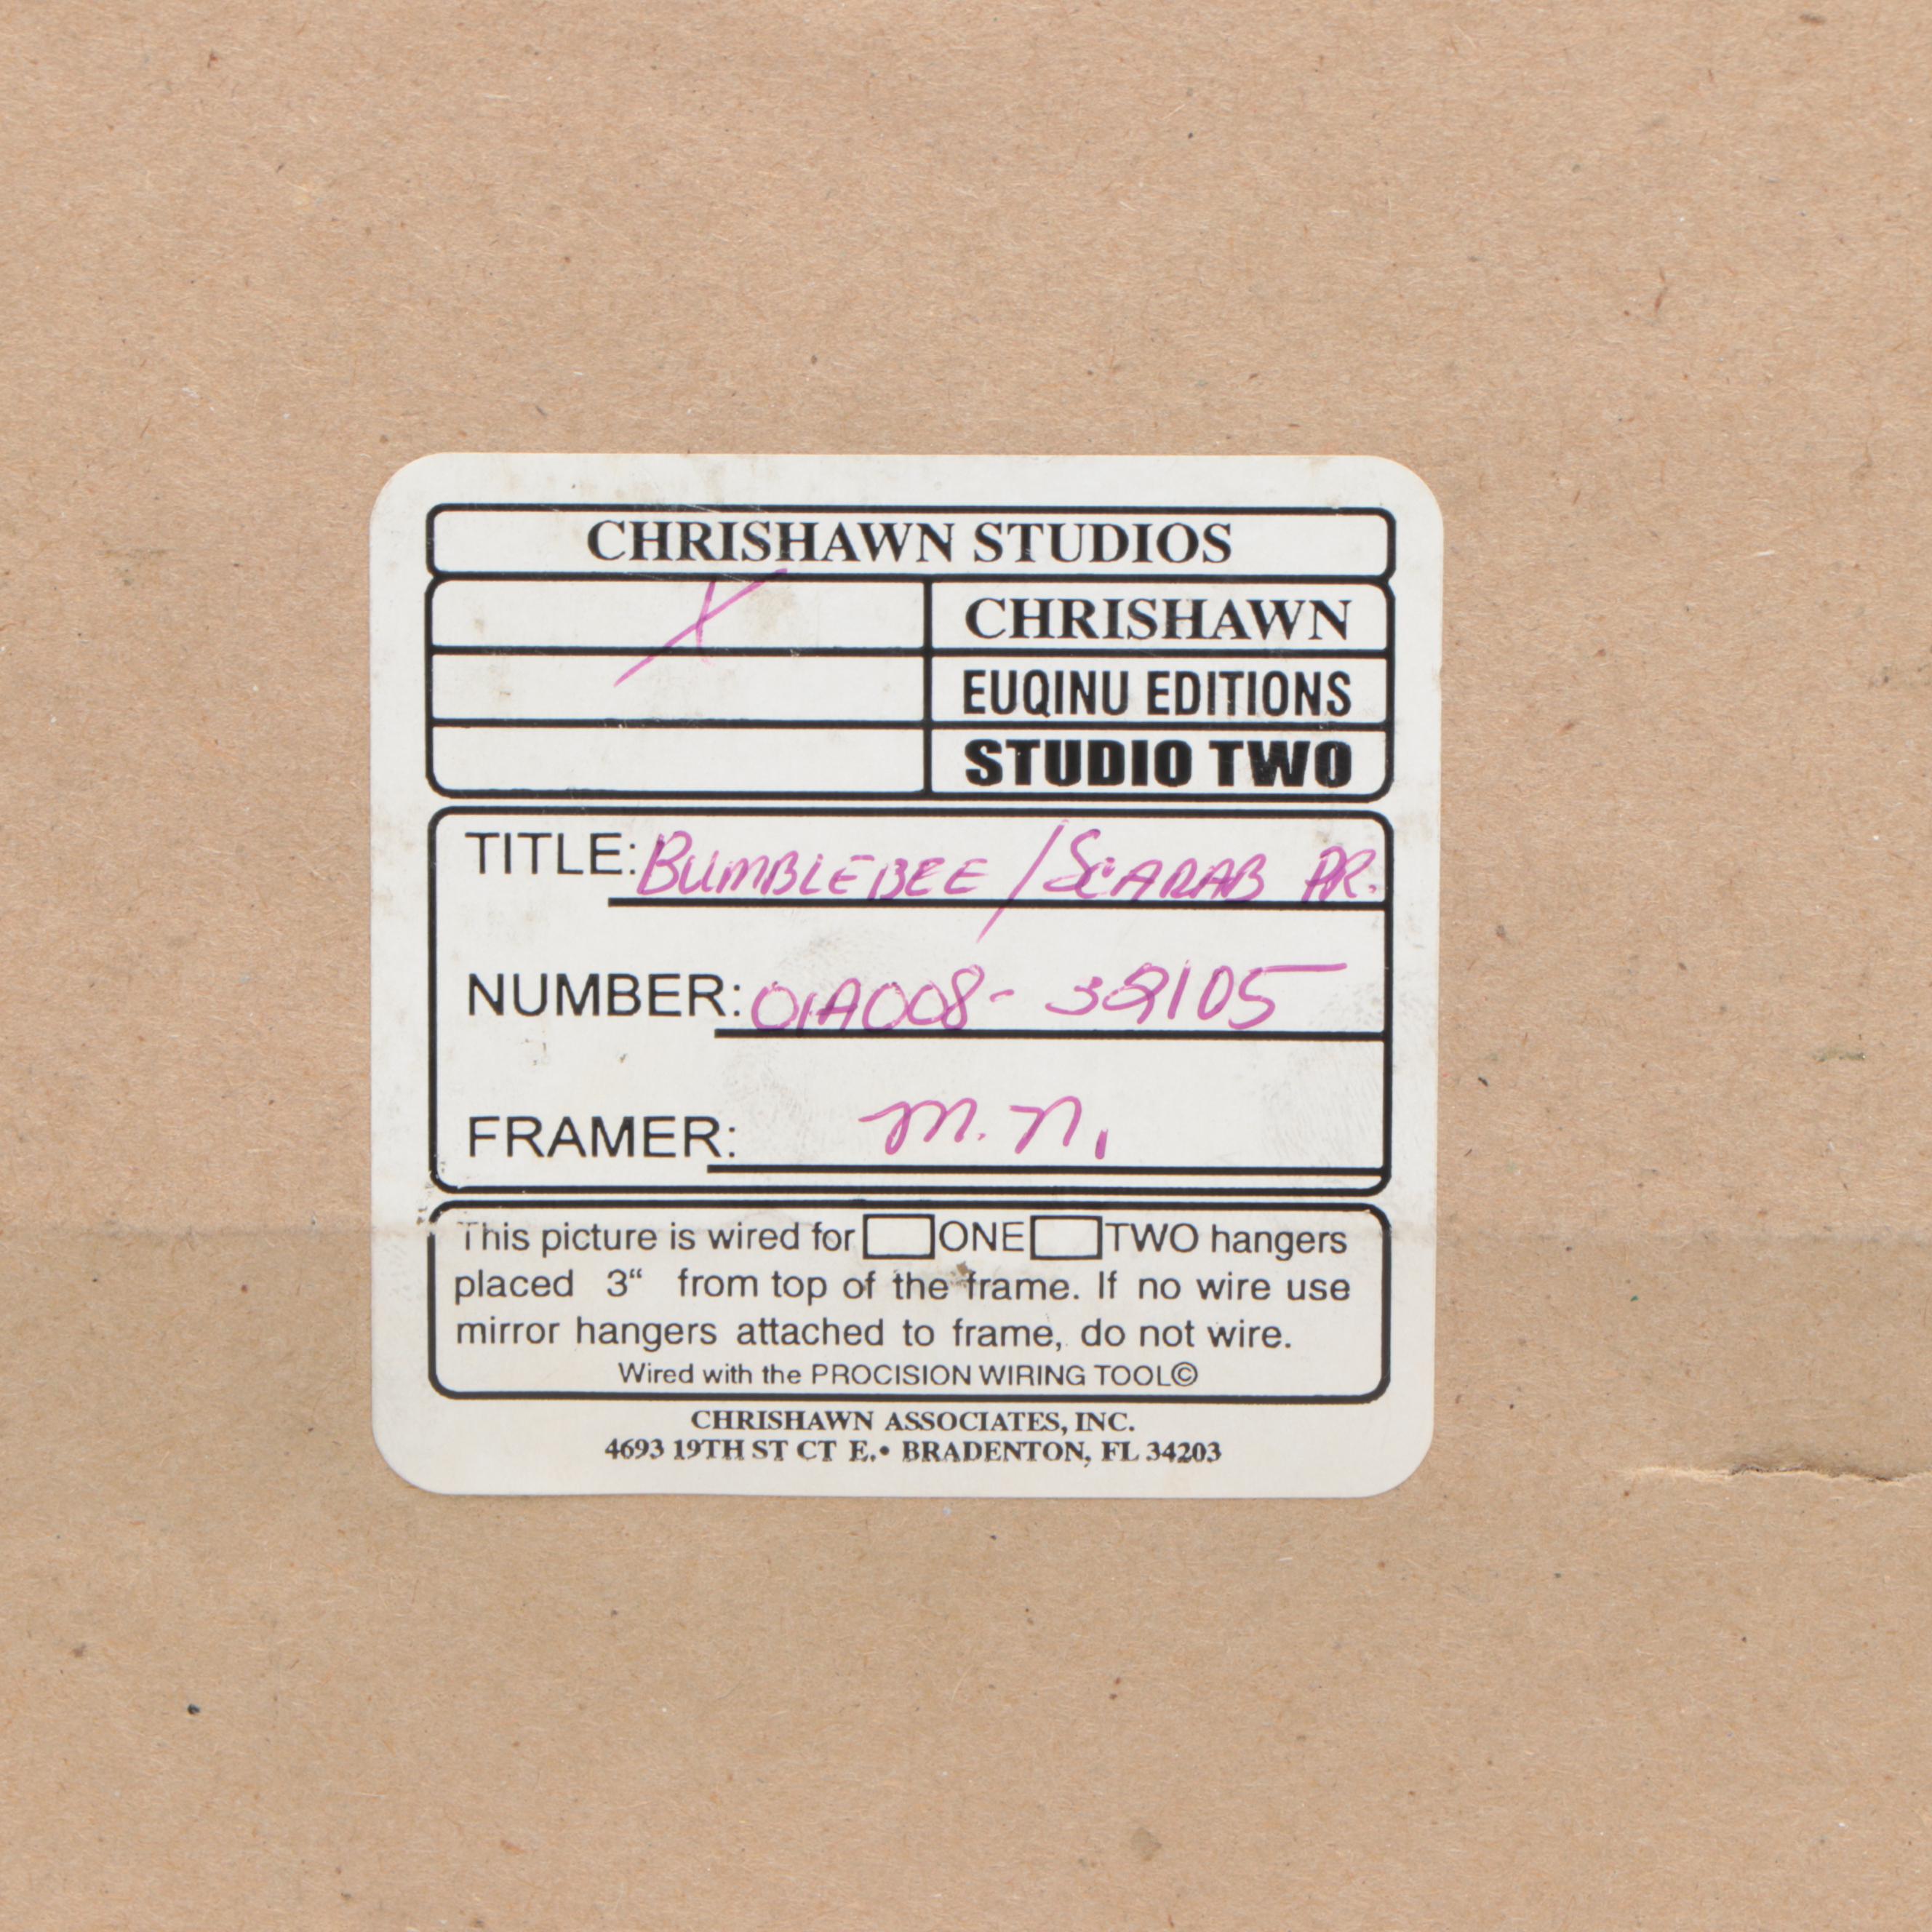 CHRISHAWN STUDIOS
X CHRISHAWN
EUQINU EDITIONS
STUDIO TWO
TITLE: BUMBLEBEE / SCARAB PR.
NUMBER: 01A008-
FRAMER: M.N.
This picture is wired for ONE TWO hangers
placed 3“ from top of the frame. If no wire use
mirror hangers attached to frame, do not wire.
Wired with the PROCISION WIRING TOOL©
CHRISHAWN ASSOCIATES, INC.
4693 19TH ST CT E.• BRADENTON, FL 34203